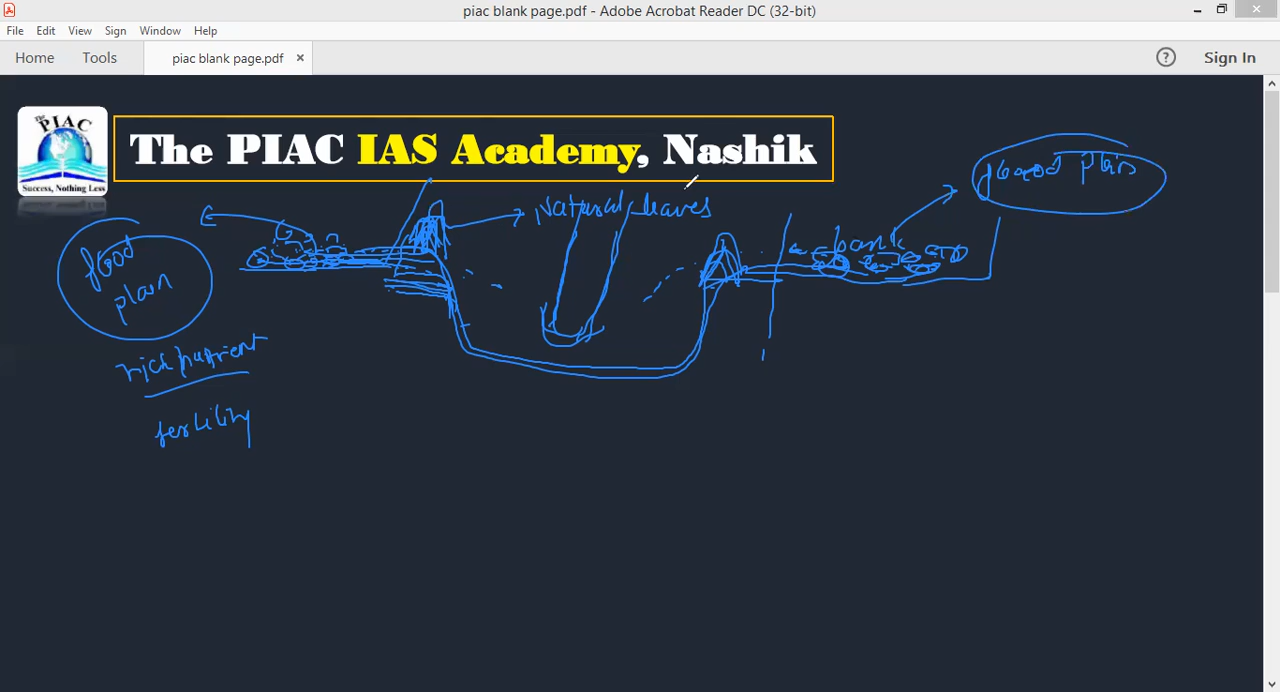 piac blank page.pdf - Adobe Acrobat Reader DC (32-bit)
File Edit View Sign Window Help
Home Tools piac blank page.pdf × ? Sign In
The PIAC
Success, Nothing Less
The PIAC IAS Academy, Nashik
flood plain
Natural leaves
bank
flood
plain
rich nutrient
fertility